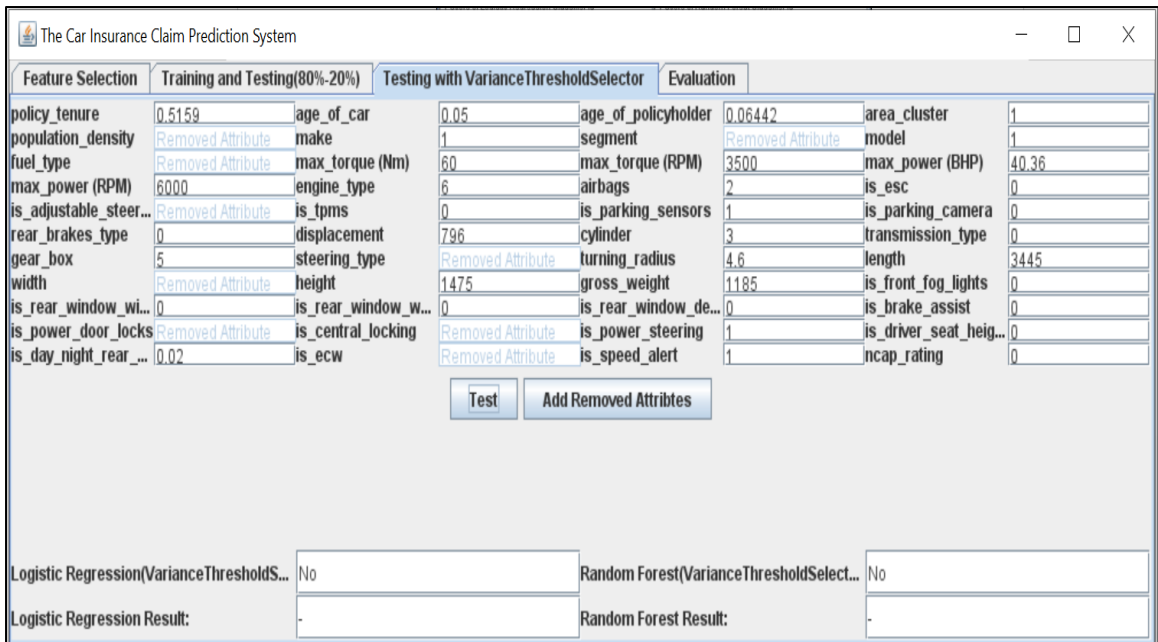 The Car Insurance Claim Prediction System
Feature Selection Training and Testing(80%-20%) Testing with VarianceThresholdSelector Evaluation
policy_tenure 0.5159 age_of_car 0.05 age_of_policyholder 0.06442 area_cluster 1
population_density Removed Attribute make 1 segment Removed Attribute model 1
fuel_type Removed Attribute max_torque (Nm) 60 max_torque (RPM) 3500 max_power (BHP) 40.36
max_power (RPM) 6000 engine_type 6 airbags 2 is_esc 0
is_adjustable_steer... Removed Attribute is_tpms 0 is_parking_sensors 1 is_parking_camera 0
rear_brakes_type 0 displacement 796 cylinder 3 transmission_type 0
gear_box 5 steering_type Removed Attribute turning_radius 4.6 length 3445
width Removed Attribute height 1475 gross_weight 1185 is_front_fog_lights 0
is_rear_window_wi... 0 is_rear_window_w... 0 is_rear_window_de... 0 is_brake_assist 0
is_power_door_locks Removed Attribute is_central_locking Removed Attribute is_power_steering 1 is_driver_seat_heig... 0
is_day_night_rear_... 0.02 is_ecw Removed Attribute is_speed_alert 1 ncap_rating 0
Test Add Removed Attribtes
Logistic Regression(VarianceThresholdS... No Random Forest(VarianceThresholdSelect... No
Logistic Regression Result: - Random Forest Result: -